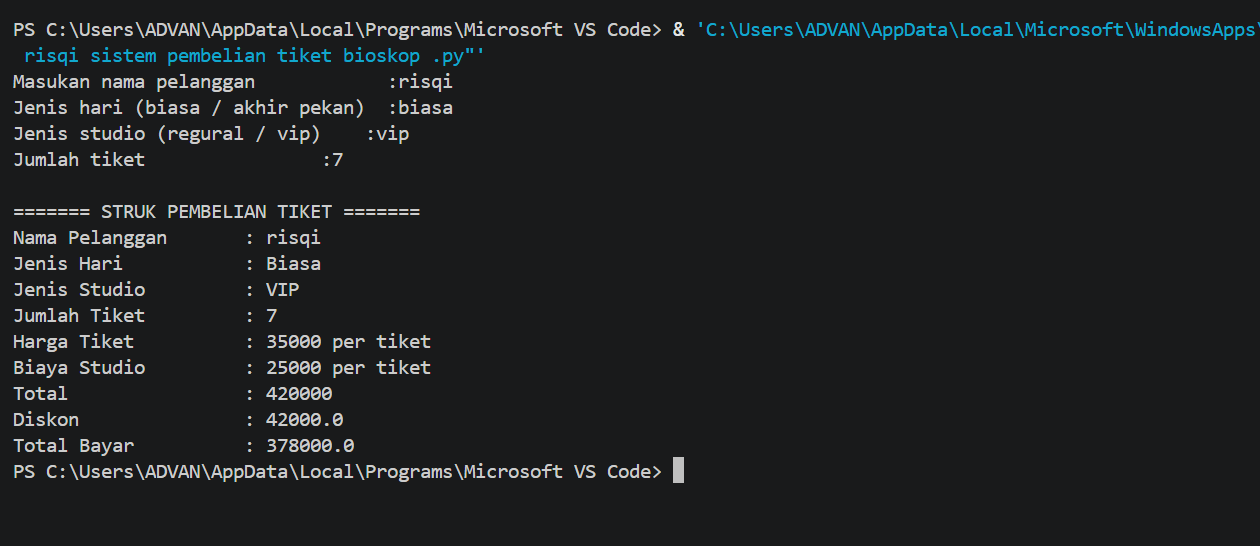 PS C:\Users\ADVAN\AppData\Local\Programs\Microsoft VS Code> & 'C:\Users\ADVAN\AppData\Local\Microsoft\WindowsApps\
risqi sistem pembelian tiket bioskop .py"'
Masukan nama pelanggan            :risqi
Jenis hari (biasa / akhir pekan)  :biasa
Jenis studio (regural / vip)    :vip
Jumlah tiket                :7
======= STRUK PEMBELIAN TIKET =======
Nama Pelanggan       : risqi
Jenis Hari           : Biasa
Jenis Studio         : VIP
Jumlah Tiket         : 7
Harga Tiket          : 35000 per tiket
Biaya Studio         : 25000 per tiket
Total                : 420000
Diskon               : 42000.0
Total Bayar          : 378000.0
PS C:\Users\ADVAN\AppData\Local\Programs\Microsoft VS Code>